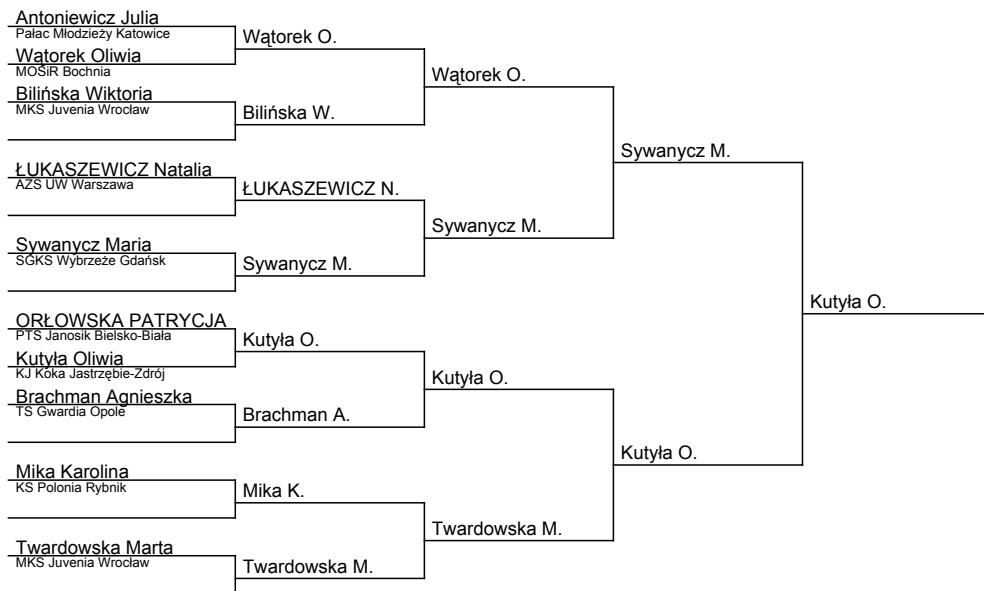 Antoniewicz Julia
Pałac Młodzieży Katowice
Wątorek O.
Wątorek Oliwia
MOSiR Bochnia
Wątorek O.
Bilińska Wiktoria
MKS Juvenia Wrocław
Bilińska W.
Sywanycz M.
ŁUKASZEWICZ Natalia
AZS UW Warszawa
ŁUKASZEWICZ N.
Sywanycz M.
Sywanycz Maria
SGKS Wybrzeże Gdańsk
Sywanycz M.
Kutyła O.
ORŁOWSKA PATRYCJA
PTS Janosik Bielsko-Biała
Kutyła O.
Kutyła Oliwia
KJ Koka Jastrzębie-Zdrój
Kutyła O.
Brachman Agnieszka
TS Gwardia Opole
Brachman A.
Kutyła O.
Mika Karolina
KS Polonia Rybnik
Mika K.
Twardowska M.
Twardowska Marta
MKS Juvenia Wrocław
Twardowska M.